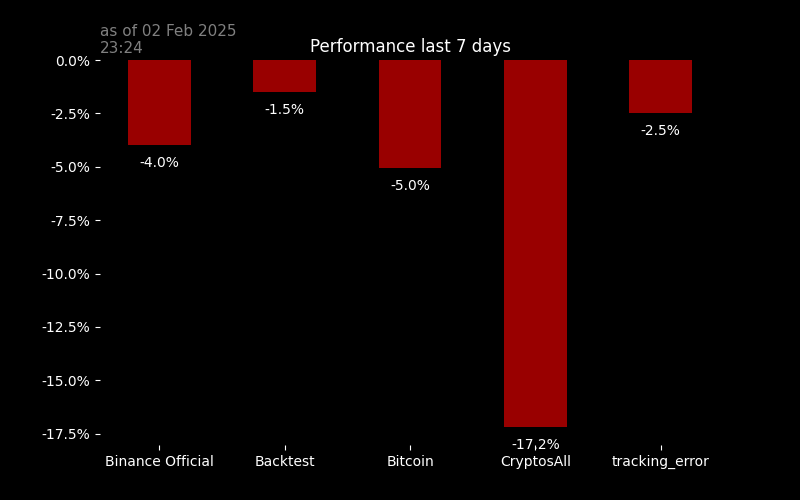 as of 02 Feb 2025
23:24
Performance last 7 days
0.0%
-2.5%
-5.0%
-7.5%
-10.0%
-12.5%
-15.0%
-17.5%
-4.0%
-1.5%
-5.0%
-17.2%
-2.5%
Binance Official
Backtest
Bitcoin
CryptosAll
tracking_error